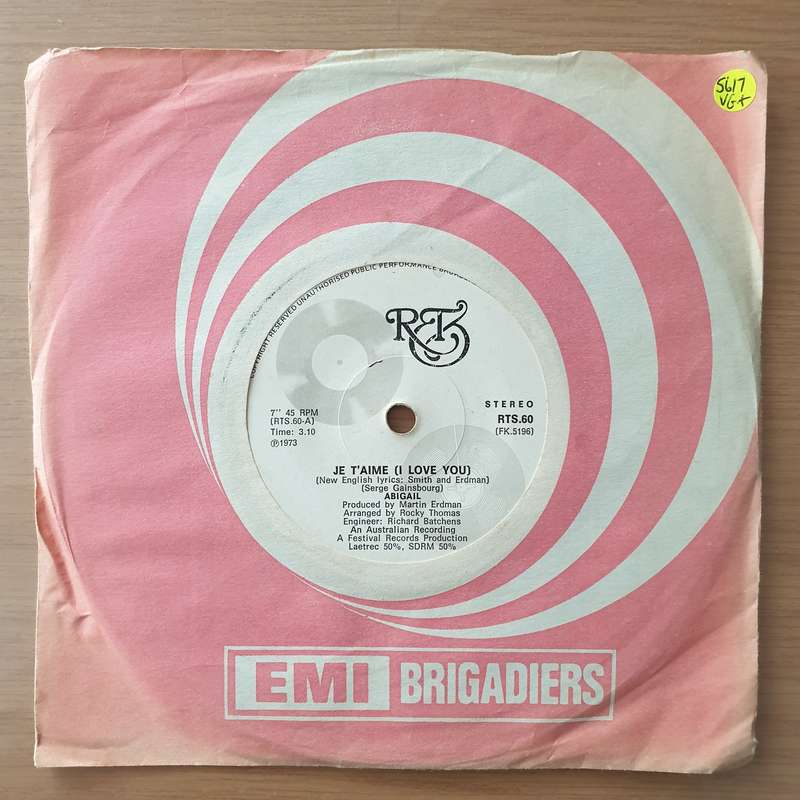 5617
VG+
COPYRIGHT RESERVED UNAUTHORISED PUBLIC PERFORMANCE
R&T
STEREO
7'' 45 RPM
RTS.60
(RTS.60-A)
(FK.5196)
Time: 3.10
℗1973
JE T'AIME (I LOVE YOU)
(New English lyrics: Smith and Erdman)
(Serge Gainsbourg)
ABIGAIL
Produced by Martin Erdman
Arranged by Rocky Thomas
Engineer: Richard Batchens
An Australian Recording
A Festival Records Production
Laetrec 50%, SDRM 50%
EMI BRIGADIERS